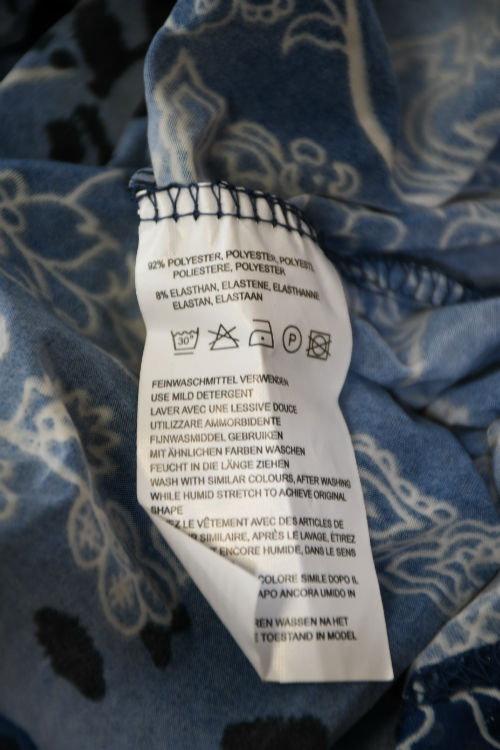 92% POLYESTER, POLYESTER, POLYESTE
POLIESTERE, POLYESTER
8% ELASTHAN, ELASTENE, ELASTHANNE
ELASTAN, ELASTAAN
30° P
FEINWASCHMITTEL VERWENDEN
USE MILD DETERGENT
LAVER AVEC UNE LESSIVE DOUCE
UTILIZZARE AMMORBIDENTE
FIJNWASMIDDEL GEBRUIKEN
MIT ÄHNLICHEN FARBEN WASCHEN
FEUCHT IN DIE LÄNGE ZIEHEN
WASH WITH SIMILAR COLOURS, AFTER WASHING
WHILE HUMID STRETCH TO ACHIEVE ORIGINAL
SHAPE
EZ LE VÊTEMENT AVEC DES ARTICLES DE
R SIMILAIRE, APRÈS LE LAVAGE, ÉTIREZ
T ENCORE HUMIDE, DANS LE SENS
COLORE SIMILE DOPO IL
APO ANCORA UMIDO IN
REN WASSEN NA HET
E TOESTAND IN MODEL